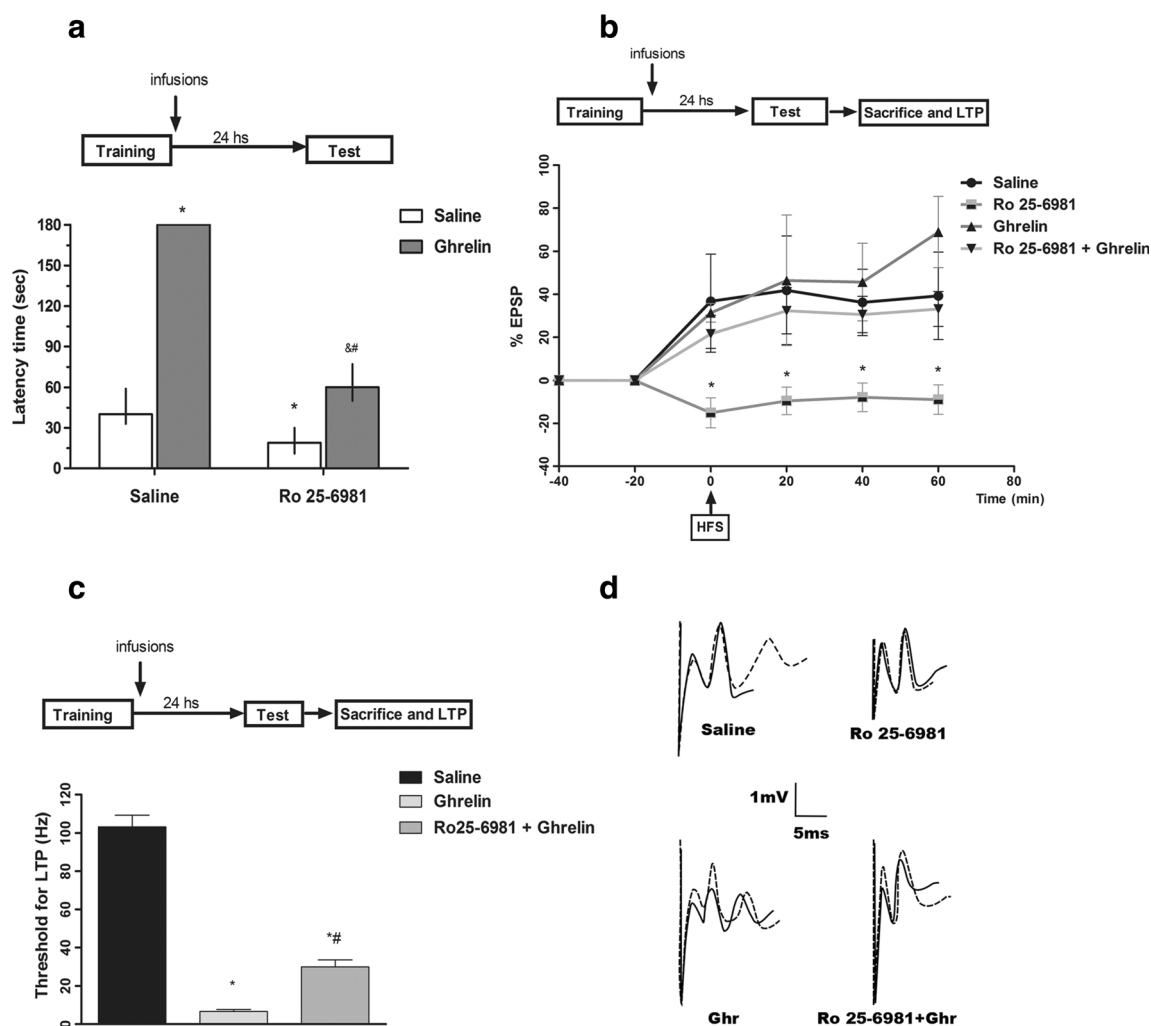 a
infusions
24 hs
Training
Test
Saline
Ghrelin
Latency time (sec)
180
150
120
90
60
30
0
*
*
&#
Saline
Ro 25-6981
b
infusions
24 hs
Training
Test
Sacrifice and LTP
Saline
Ro 25-6981
Ghrelin
Ro 25-6981 + Ghrelin
% EPSP
100
80
60
40
20
0
-20
-40
* * * *
-40 -20 0 20 40 60 80
Time (min)
HFS
c
infusions
24 hs
Training
Test
Sacrifice and LTP
Saline
Ghrelin
Ro25-6981 + Ghrelin
Threshold for LTP (Hz)
120
100
80
60
40
20
0
*
*#
d
Saline
Ro 25-6981
1mV
5ms
Ghr
Ro 25-6981+Ghr